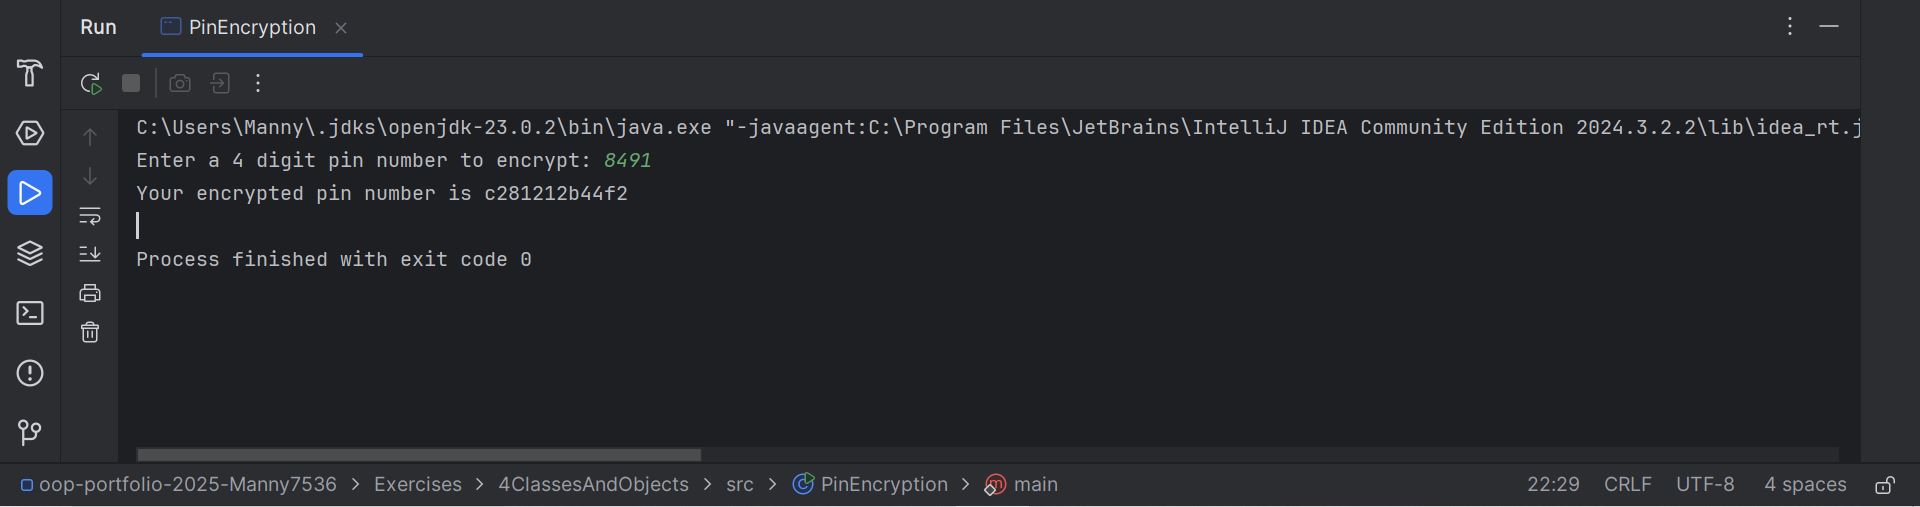 Run PinEncryption
C:\Users\Manny\.jdks\openjdk-23.0.2\bin\java.exe "-javaagent:C:\Program Files\JetBrains\IntelliJ IDEA Community Edition 2024.3.2.2\lib\idea_rt.j
Enter a 4 digit pin number to encrypt: 8491
Your encrypted pin number is c281212b44f2
Process finished with exit code 0
oop-portfolio-2025-Manny7536 > Exercises > 4ClassesAndObjects > src > PinEncryption > main 22:29 CRLF UTF-8 4 spaces